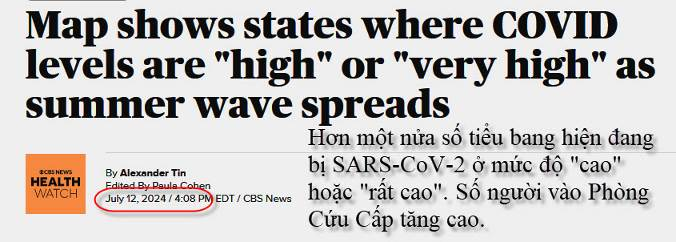 Map shows states where COVID
levels are "high" or "very high" as
summer wave spreads
Hơn một nửa số tiểu bang hiện đang
bị SARS-CoV-2 ở mức độ "cao"
hoặc "rất cao". Số người vào Phòng
Cứu Cấp tăng cao.
CBS NEWS
HEALTH
WATCH
By Alexander Tin
Edited By Paula Cohen
July 12, 2024 / 4:08 PM EDT / CBS News